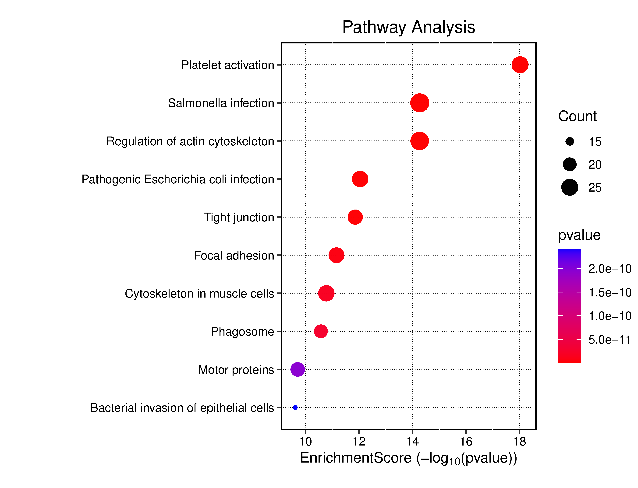 Pathway Analysis
Platelet activation
Salmonella infection
Regulation of actin cytoskeleton
Pathogenic Escherichia coli infection
Tight junction
Focal adhesion
Cytoskeleton in muscle cells
Phagosome
Motor proteins
Bacterial invasion of epithelial cells
10 12 14 16 18
EnrichmentScore (−log10(pvalue))
Count
15
20
25
pvalue
2.0e−10
1.5e−10
1.0e−10
5.0e−11